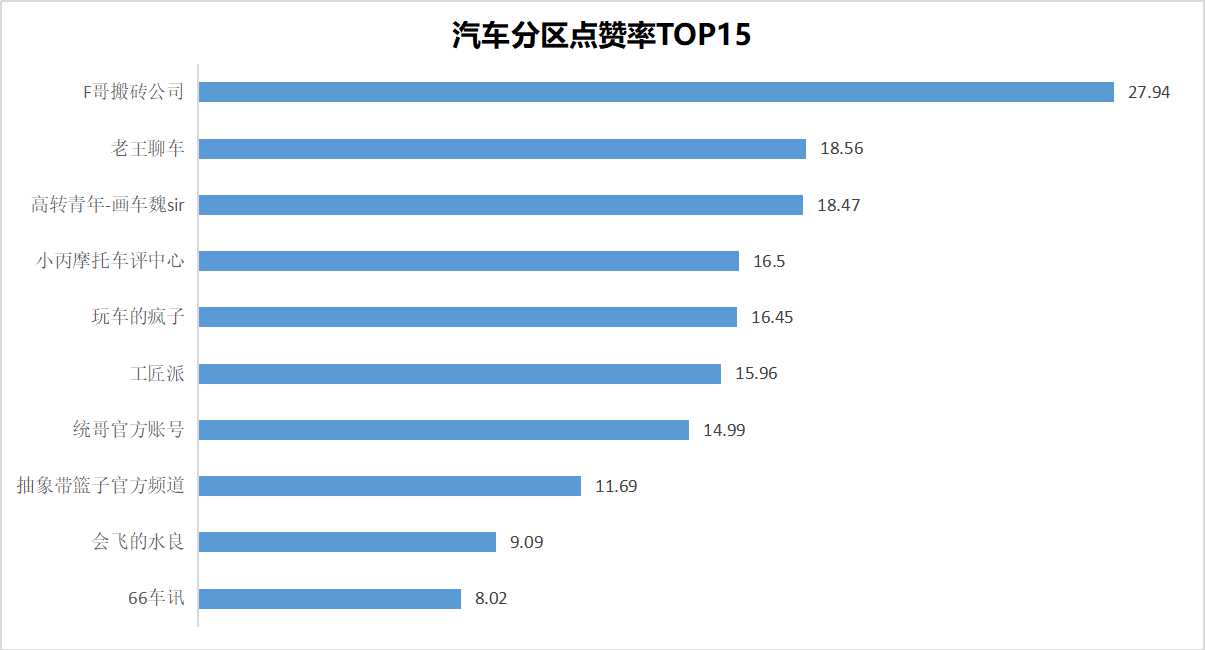 汽车分区点赞率TOP15
F哥搬砖公司 27.94
老王聊车 18.56
高转青年-画车魏sir 18.47
小丙摩托车评中心 16.5
玩车的疯子 16.45
工匠派 15.96
统哥官方账号 14.99
抽象带篮子官方频道 11.69
会飞的水良 9.09
66车讯 8.02